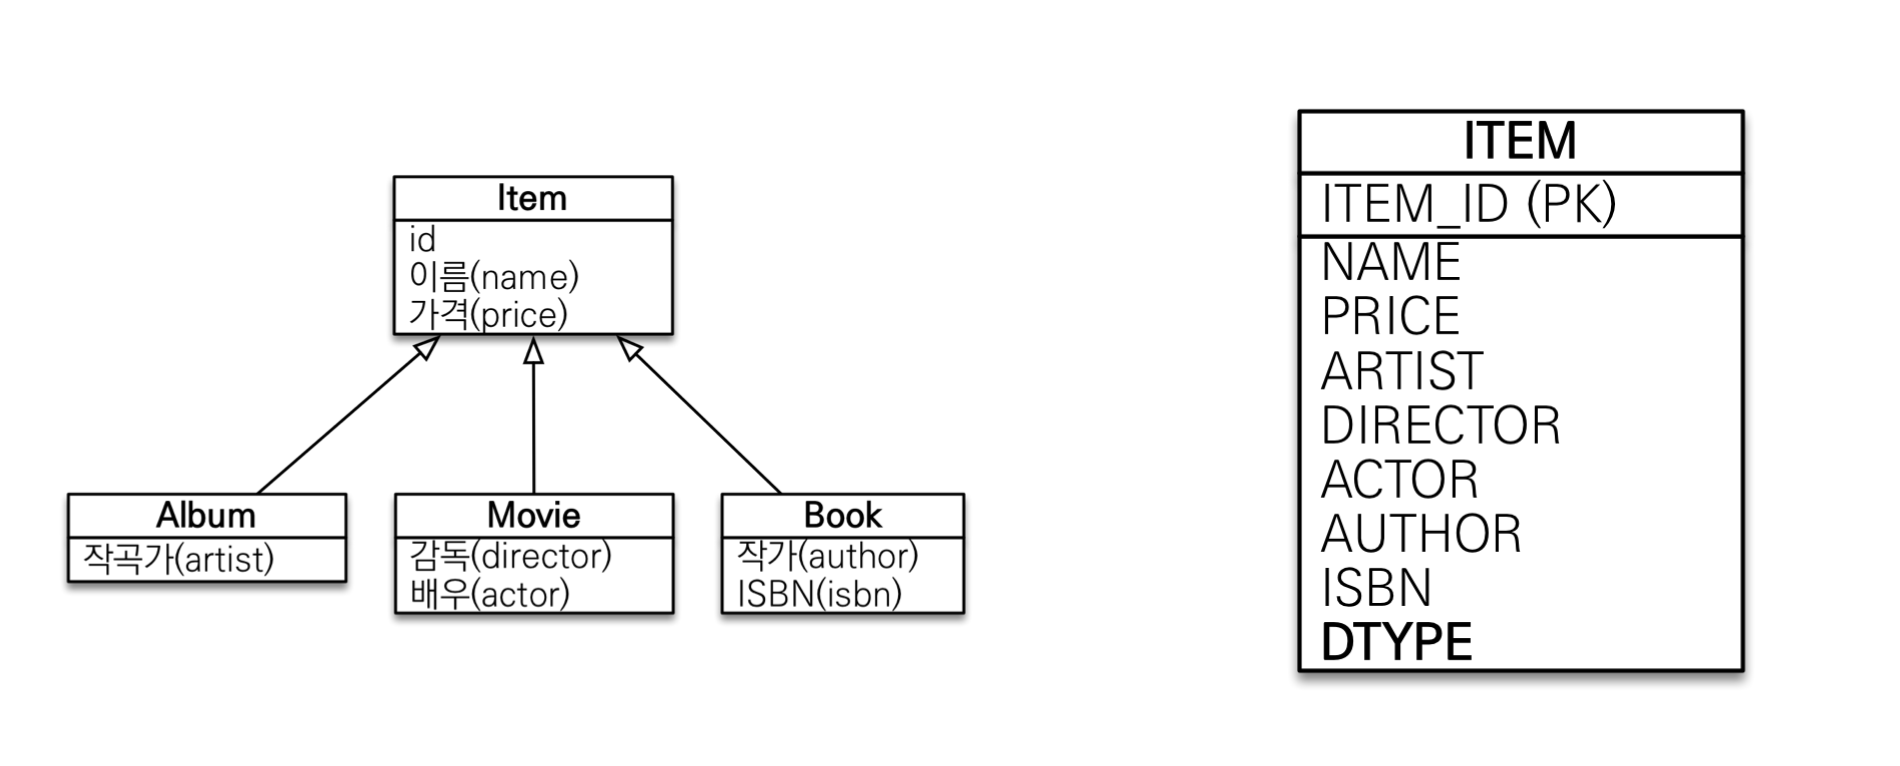 Item
id
이름(name)
가격(price)
Album
작곡가(artist)
Movie
감독(director)
배우(actor)
Book
작가(author)
ISBN(isbn)
ITEM
ITEM_ID (PK)
NAME
PRICE
ARTIST
DIRECTOR
ACTOR
AUTHOR
ISBN
DTYPE